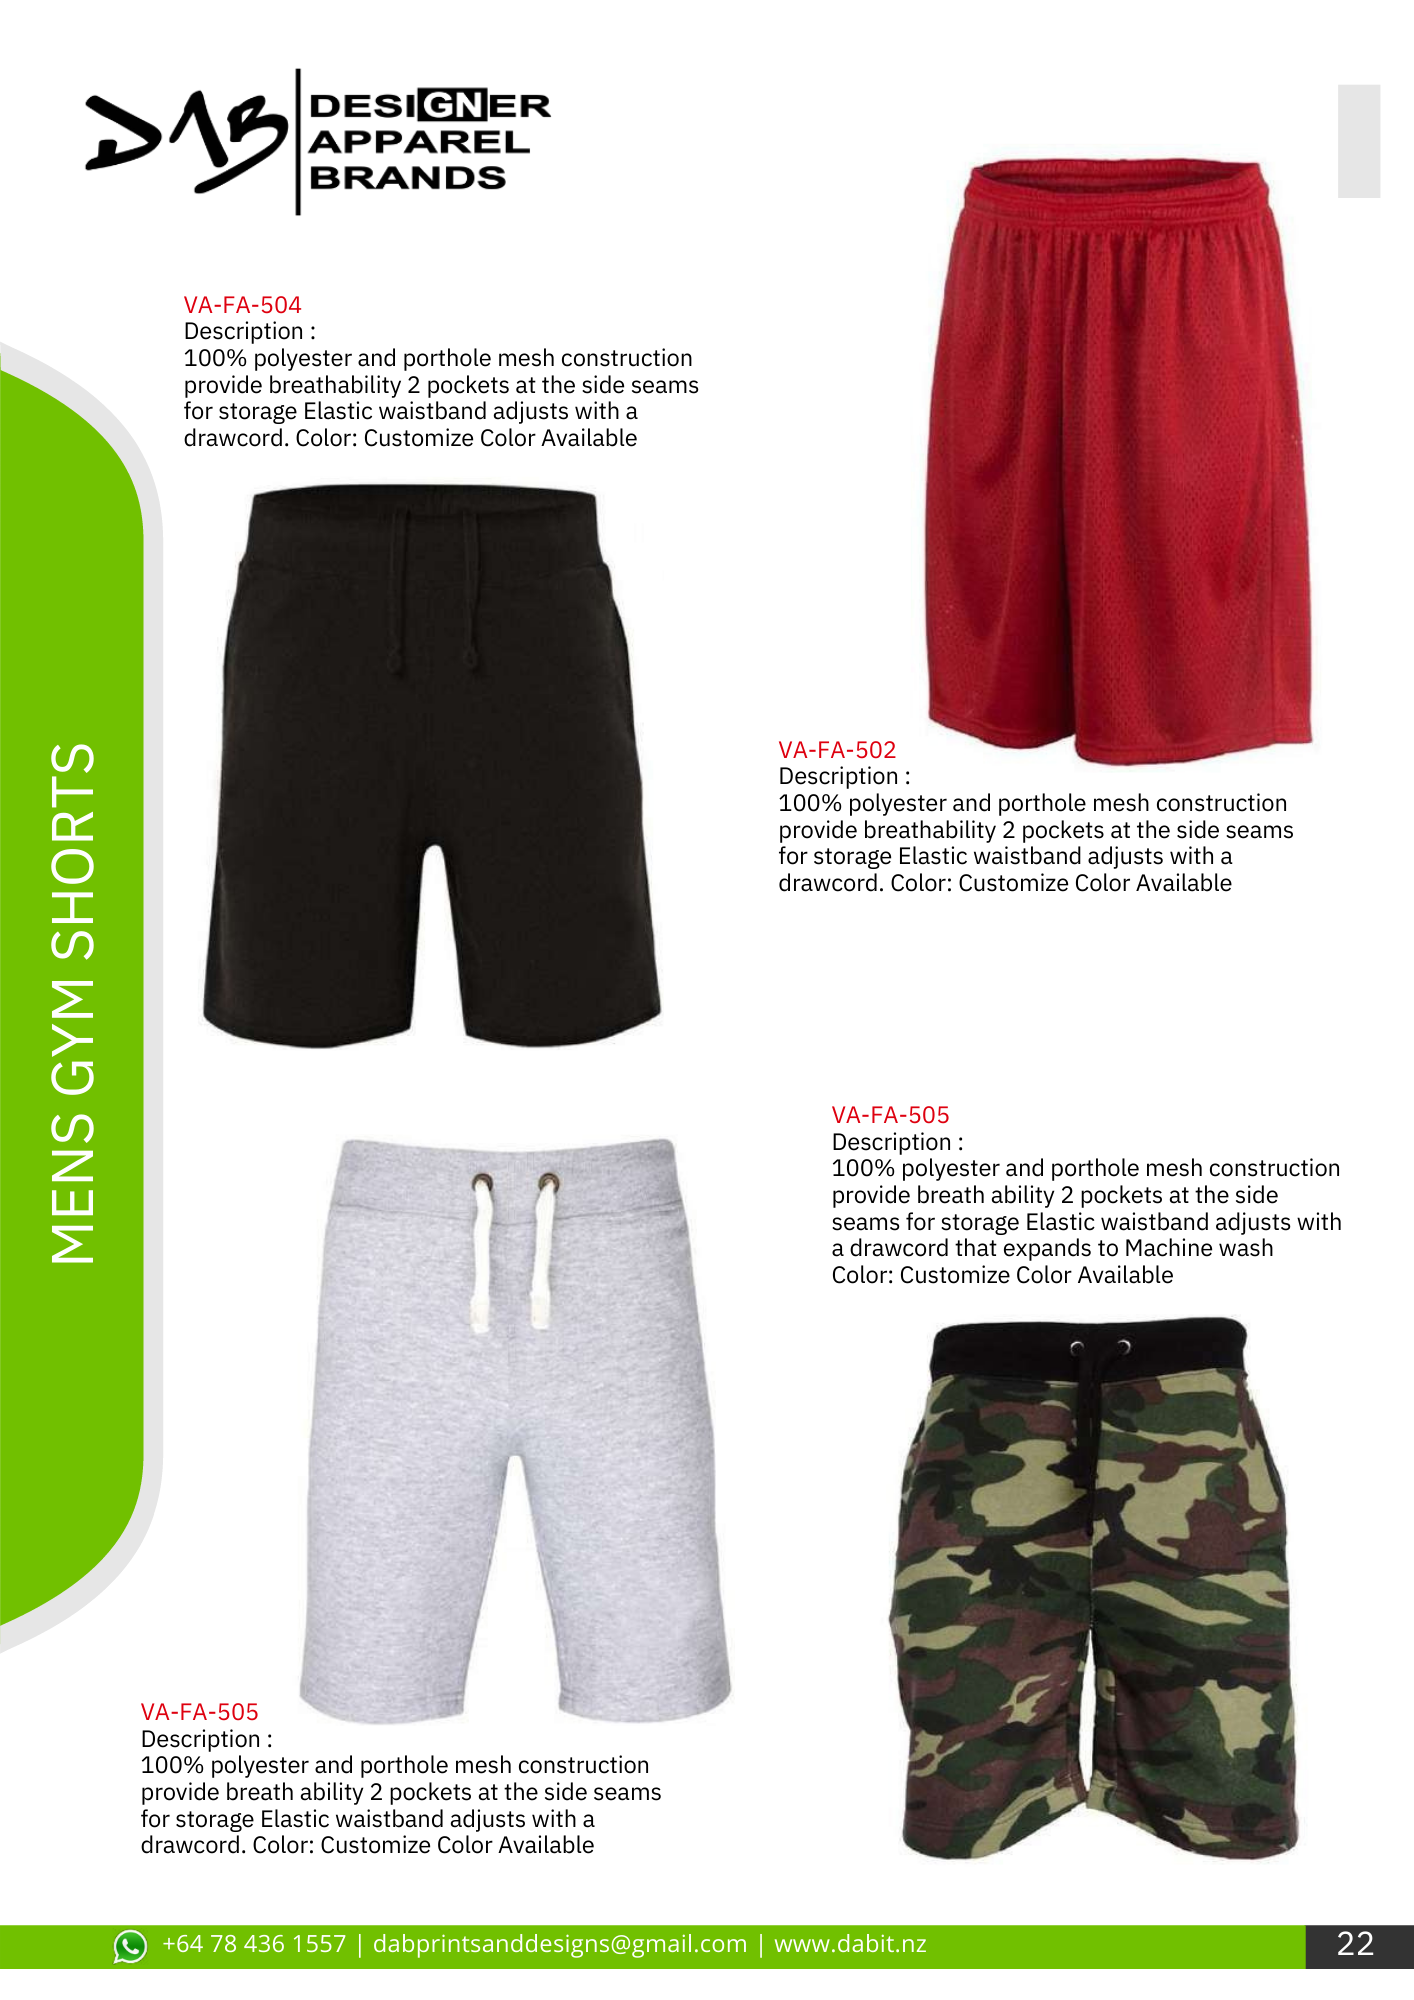 DAB
DESIGNER
APPAREL
BRANDS
VA-FA-504
Description :
100% polyester and porthole mesh construction
provide breathability 2 pockets at the side seams
for storage Elastic waistband adjusts with a
drawcord. Color: Customize Color Available
VA-FA-502
Description :
100% polyester and porthole mesh construction
provide breathability 2 pockets at the side seams
for storage Elastic waistband adjusts with a
drawcord. Color: Customize Color Available
MENS GYM SHORTS
VA-FA-505
Description :
100% polyester and porthole mesh construction
provide breath ability 2 pockets at the side
seams for storage Elastic waistband adjusts with
a drawcord that expands to Machine wash
Color: Customize Color Available
VA-FA-505
Description :
100% polyester and porthole mesh construction
provide breath ability 2 pockets at the side seams
for storage Elastic waistband adjusts with a
drawcord. Color: Customize Color Available
+64 78 436 1557 | dabprintsanddesigns@gmail.com | www.dabit.nz
22